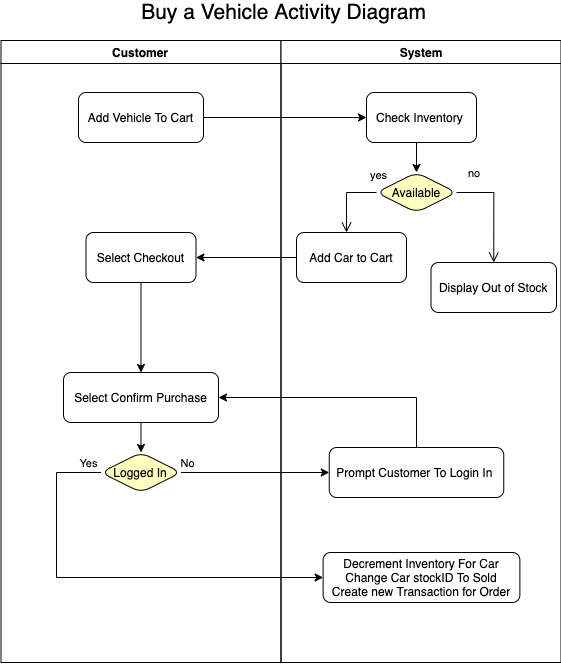 Buy a Vehicle Activity Diagram
Customer
System
Add Vehicle To Cart
Check Inventory
yes
no
Available
Select Checkout
Add Car to Cart
Display Out of Stock
Select Confirm Purchase
Yes
No
Logged In
Prompt Customer To Login In
Decrement Inventory For Car
Change Car stockID To Sold
Create new Transaction for Order